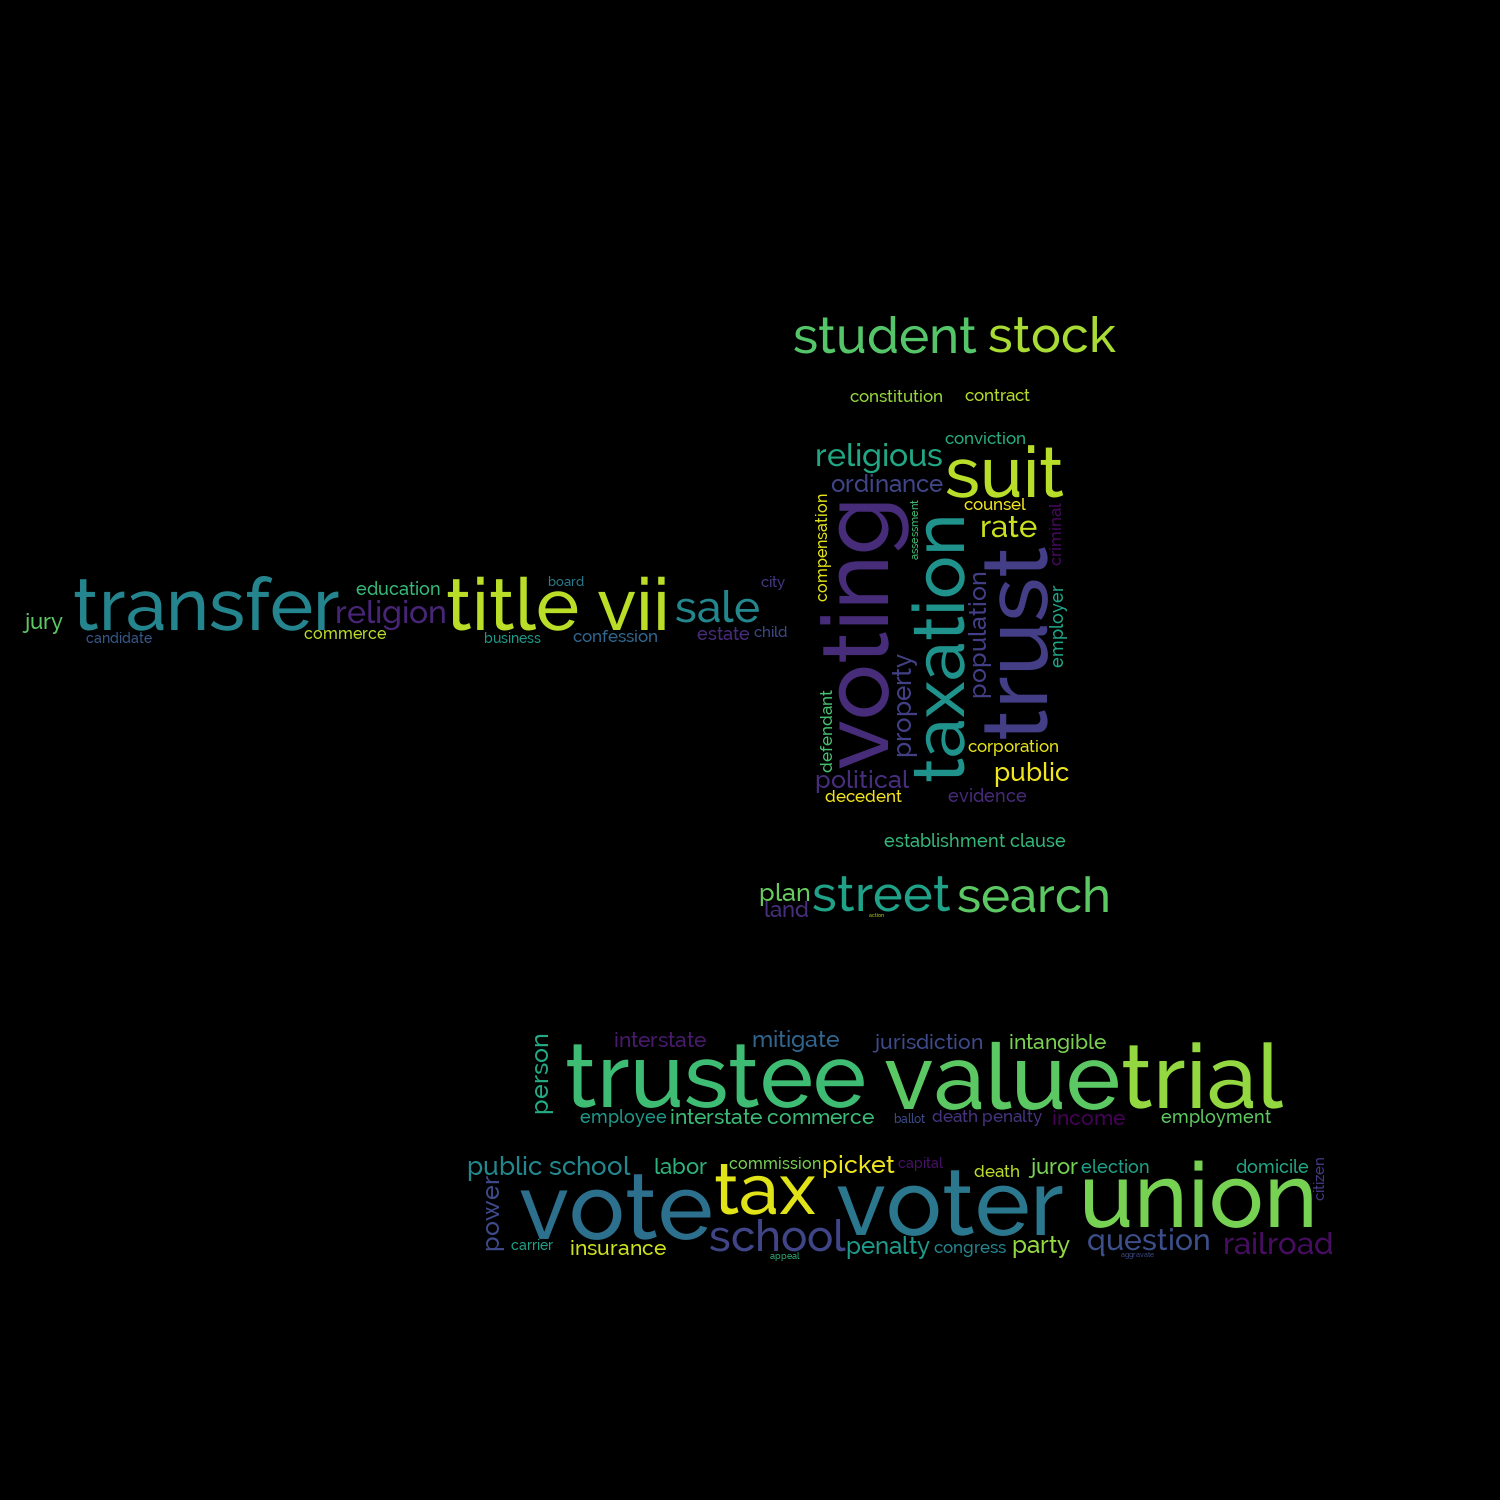 student stock
constitution contract
conviction
religious suit
ordinance
counsel
compensation
voting
assessment
taxation
rate
criminal
trust
population
employer
property
defendant
corporation
political public
decedent evidence
establishment clause
plan street search
land action
transfer education title vii board sale city
jury religion
candidate commerce business confession estate child
interstate mitigate jurisdiction intangible
person trustee value trial
employee interstate commerce ballot death penalty income employment
public school labor commission picket capital death juror election domicile citizen
power vote tax voter union
school question railroad
carrier insurance appeal penalty congress party aggravate